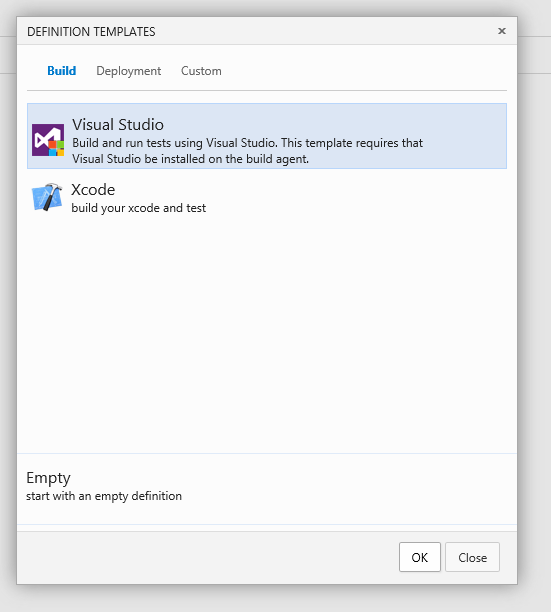 DEFINITION TEMPLATES
Build Deployment Custom
Visual Studio
Build and run tests using Visual Studio. This template requires that
Visual Studio be installed on the build agent.
Xcode
build your xcode and test
Empty
start with an empty definition
OK Close